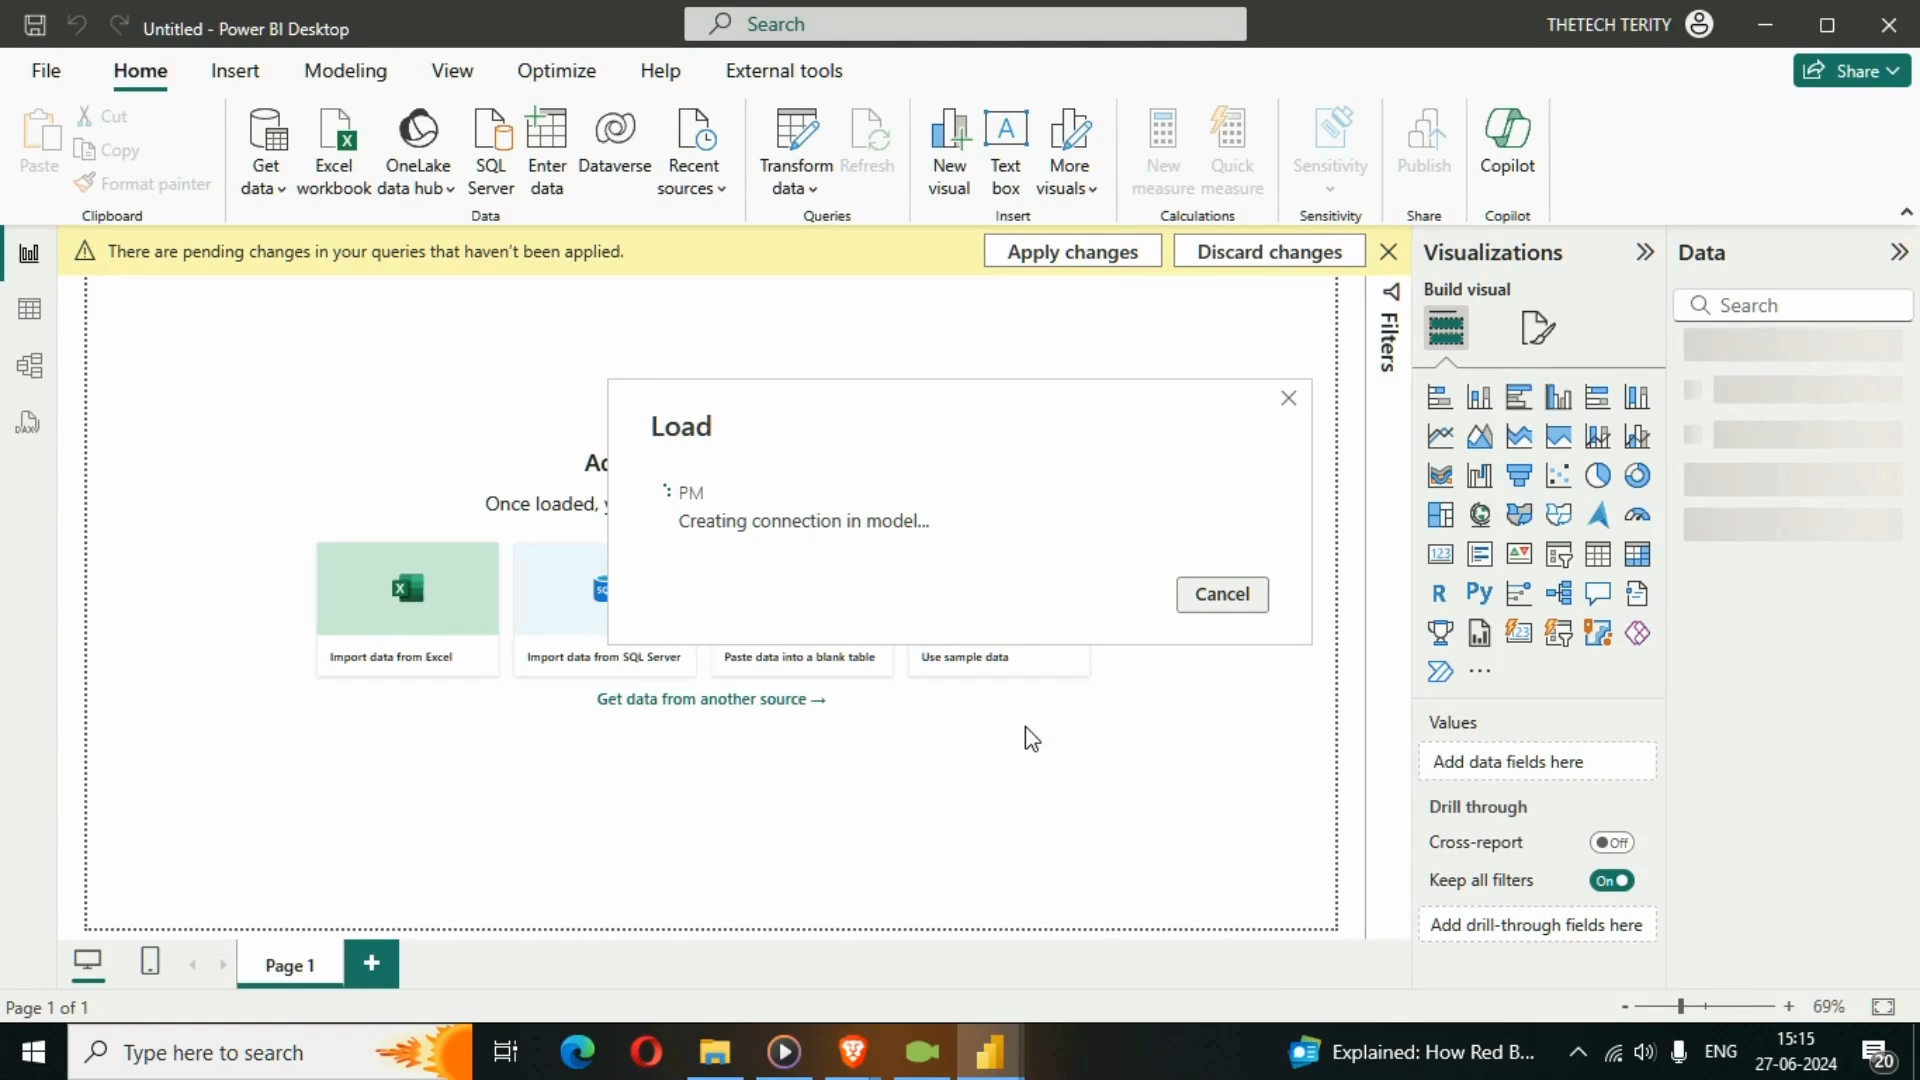 Untitled - Power BI Desktop
Search
THETECH TERITY
File
Home
Insert
Modeling
View
Optimize
Help
External tools
Share
Paste
Cut
Copy
Format painter
Clipboard
Get data
Excel workbook
OneLake data hub
SQL Server
Enter data
Dataverse
Recent sources
Data
Transform data
Refresh
Queries
New visual
Text box
More visuals
Insert
New measure
Quick measure
Calculations
Sensitivity
Sensitivity
Publish
Share
Copilot
Copilot
There are pending changes in your queries that haven't been applied.
Apply changes
Discard changes
Filters
Visualizations
Build visual
Data
Search
Load
PM
Creating connection in model...
Cancel
Once loaded,
Import data from Excel
Import data from SQL Server
Paste data into a blank table
Use sample data
Get data from another source →
DAX
R
Py
123
Values
Add data fields here
Drill through
Cross-report
Off
Keep all filters
On
Add drill-through fields here
Page 1
Page 1 of 1
69%
Type here to search
Explained: How Red B...
ENG
15:15
27-06-2024
20